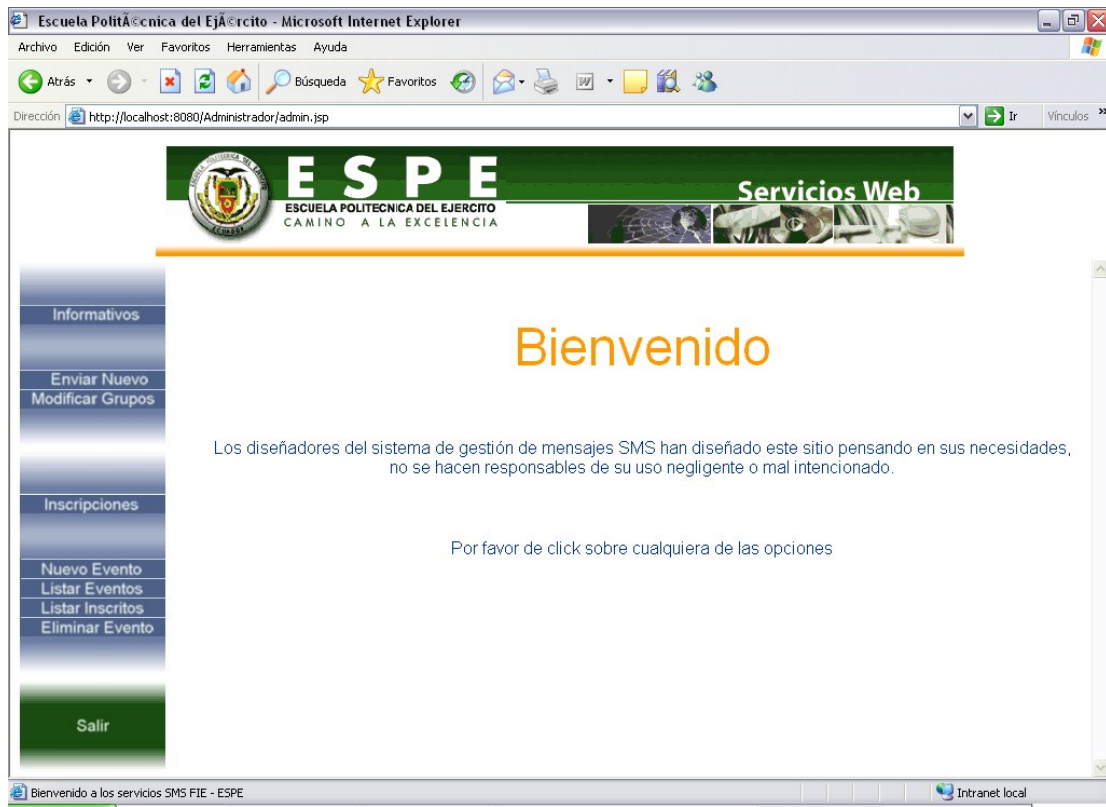 Escuela PolitÃ©cnica del EjÃ©rcito - Microsoft Internet Explorer
Archivo Edición Ver Favoritos Herramientas Ayuda
Atrás Búsqueda Favoritos
Dirección http://localhost:8080/Administrador/admin.jsp Ir Vínculos »
ESPE
ESCUELA POLITECNICA DEL EJERCITO
CAMINO A LA EXCELENCIA
ECUADOR
Servicios Web
Informativos
Enviar Nuevo
Modificar Grupos
Inscripciones
Nuevo Evento
Listar Eventos
Listar Inscritos
Eliminar Evento
Salir
Bienvenido
Los diseñadores del sistema de gestión de mensajes SMS han diseñado este sitio pensando en sus necesidades,
no se hacen responsables de su uso negligente o mal intencionado.
Por favor de click sobre cualquiera de las opciones
Bienvenido a los servicios SMS FIE - ESPE Intranet local